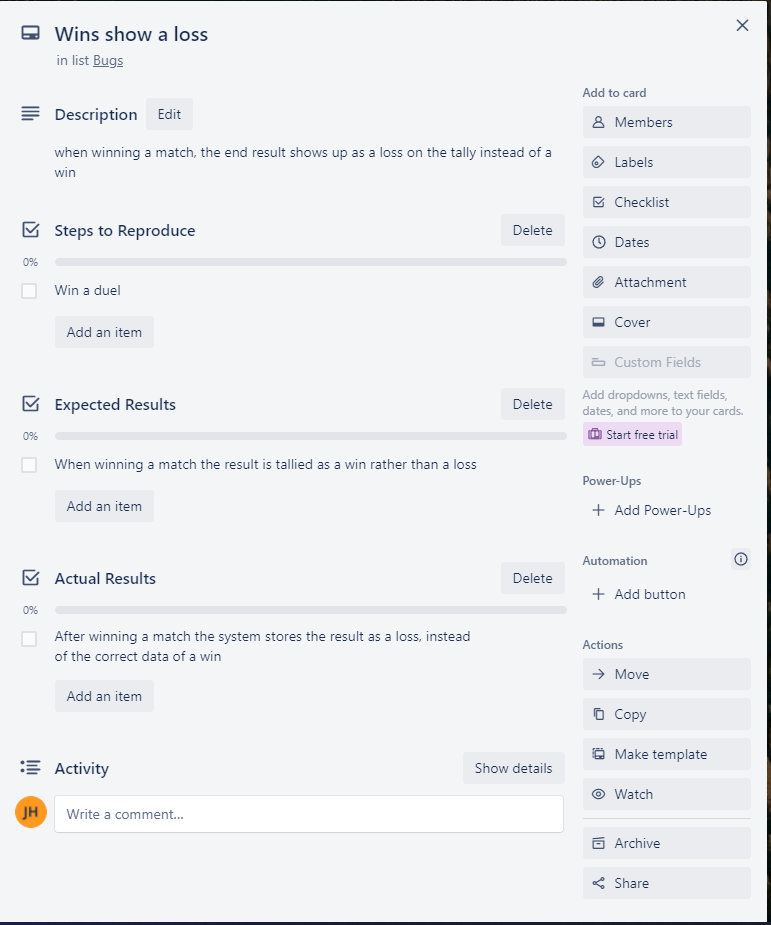 Wins show a loss
in list Bugs
Description
Edit
when winning a match, the end result shows up as a loss on the tally instead of a
win
Steps to Reproduce
Delete
0%
Win a duel
Add an item
Expected Results
Delete
0%
When winning a match the result is tallied as a win rather than a loss
Add an item
Actual Results
Delete
0%
After winning a match the system stores the result as a loss, instead
of the correct data of a win
Add an item
Activity
Show details
JH
Write a comment...
Add to card
Members
Labels
Checklist
Dates
Attachment
Cover
Custom Fields
Add dropdowns, text fields,
dates, and more to your cards.
Start free trial
Power-Ups
Add Power-Ups
Automation
Add button
Actions
Move
Copy
Make template
Watch
Archive
Share